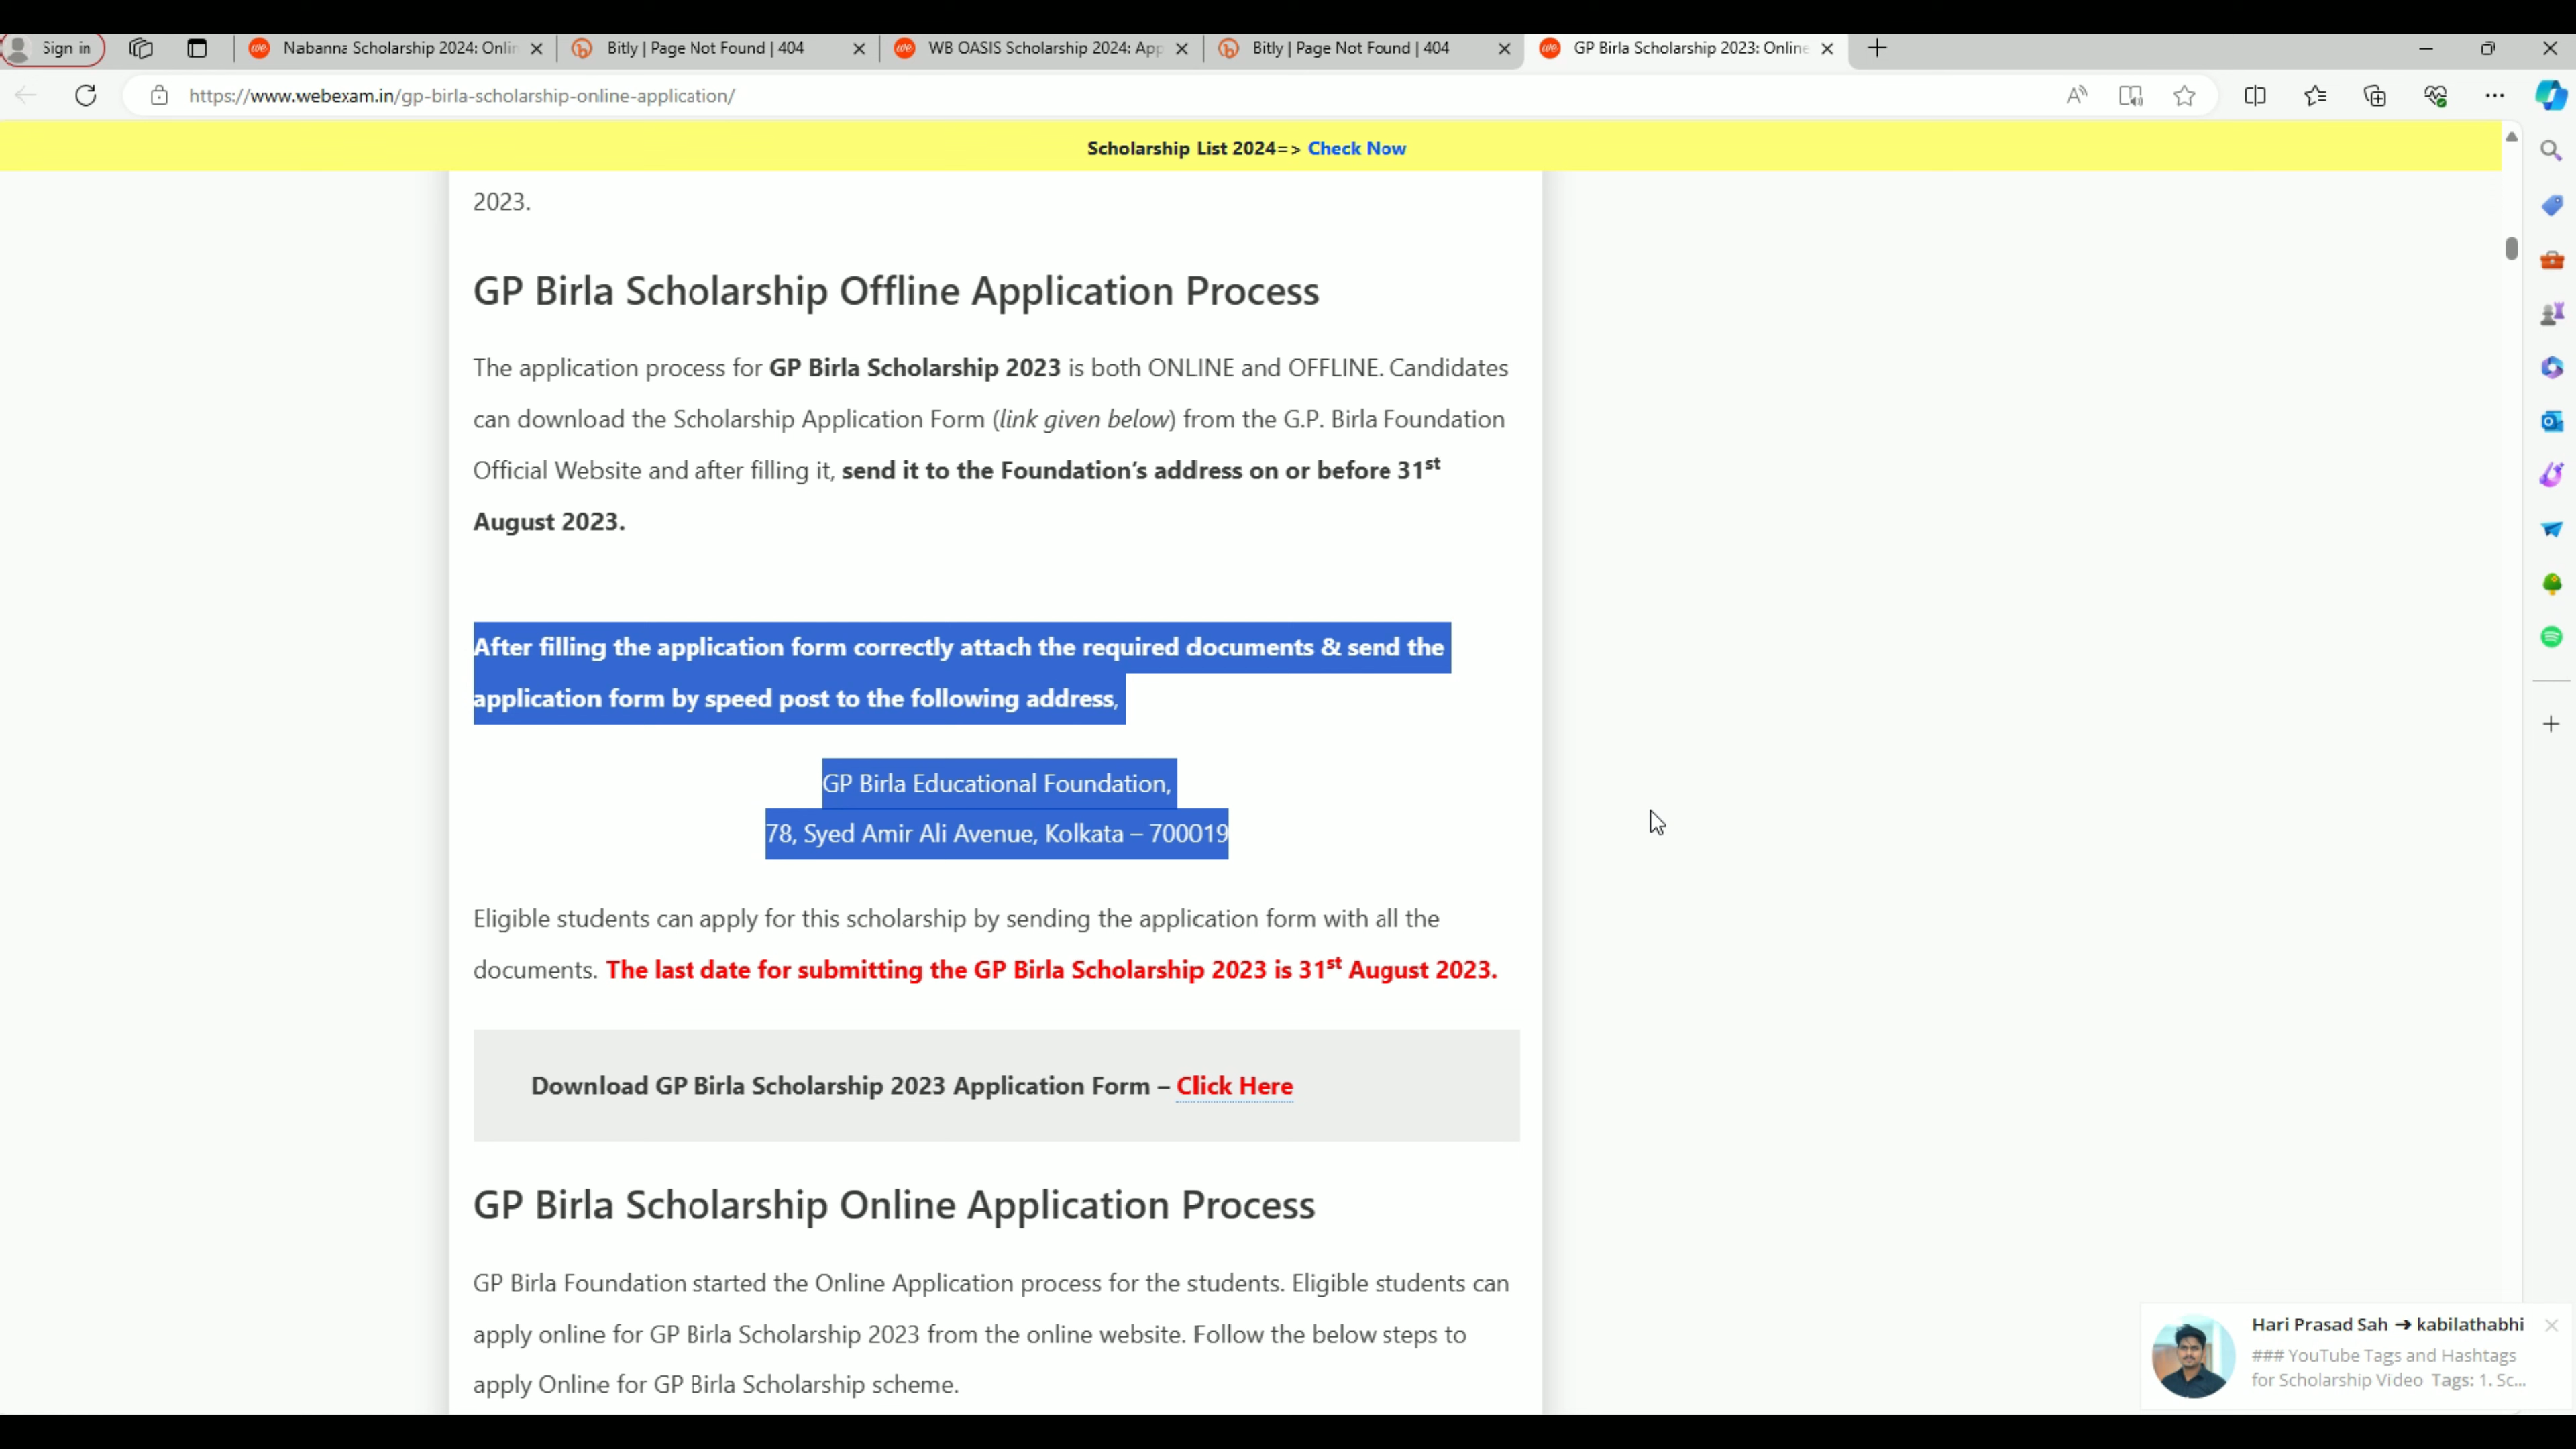 Sign in
Nabanna Scholarship 2024: Onlin
Bitly | Page Not Found | 404
WB OASIS Scholarship 2024: App
Bitly | Page Not Found | 404
GP Birla Scholarship 2023: Online
https://www.webexam.in/gp-birla-scholarship-online-application/
Scholarship List 2024=> Check Now
2023.
GP Birla Scholarship Offline Application Process
The application process for GP Birla Scholarship 2023 is both ONLINE and OFFLINE. Candidates
can download the Scholarship Application Form (link given below) from the G.P. Birla Foundation
Official Website and after filling it, send it to the Foundation’s address on or before 31st
August 2023.
After filling the application form correctly attach the required documents & send the
application form by speed post to the following address,
GP Birla Educational Foundation,
78, Syed Amir Ali Avenue, Kolkata – 700019
Eligible students can apply for this scholarship by sending the application form with all the
documents. The last date for submitting the GP Birla Scholarship 2023 is 31st August 2023.
Download GP Birla Scholarship 2023 Application Form – Click Here
GP Birla Scholarship Online Application Process
GP Birla Foundation started the Online Application process for the students. Eligible students can
apply online for GP Birla Scholarship 2023 from the online website. Follow the below steps to
apply Online for GP Birla Scholarship scheme.
Hari Prasad Sah → kabilathabhi
### YouTube Tags and Hashtags
for Scholarship Video Tags: 1. Sc...